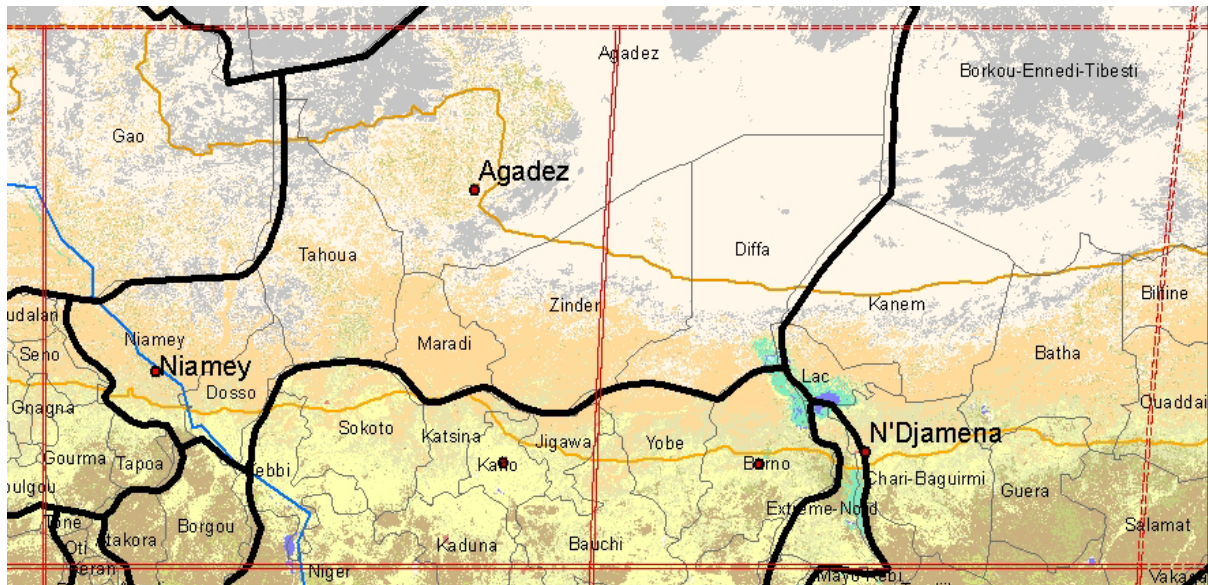 Agadez
Borkou-Ennedi-Tibesti
Gao
Agadez
Tahoua
Diffa
Zinder
Kanem
Biltine
udalan
Niamey
Maradi
Seno
Niamey
Batha
Lac
Dosso
Gnagna
Ouaddai
Sokoto
Katsina
Jigawa
Yobe
N'Djamena
Gourma
Tapoa
Kebbi
Kano
Borno
Chari-Baguirmi
oulgou
Guera
Extreme-Nord
Tone
Borgou
Salamat
Atakora
Oti
Kaduna
Bauchi
Niger
Mayo-Kebi
Vakaga